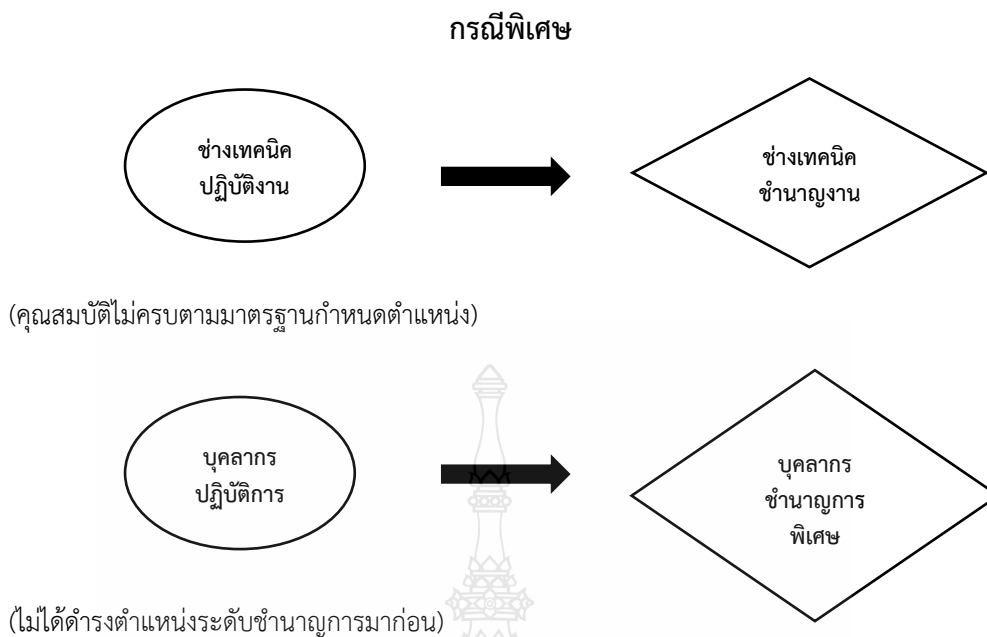 กรณีพิเศษ
ช่างเทคนิค
ปฏิบัติงาน
ช่างเทคนิค
ชำนาญงาน
(คุณสมบัติไม่ครบตามมาตรฐานกำหนดตำแหน่ง)
บุคลากร
ปฏิบัติการ
บุคลากร
ชำนาญการ
พิเศษ
(ไม่ได้ดำรงตำแหน่งระดับชำนาญการมาก่อน)